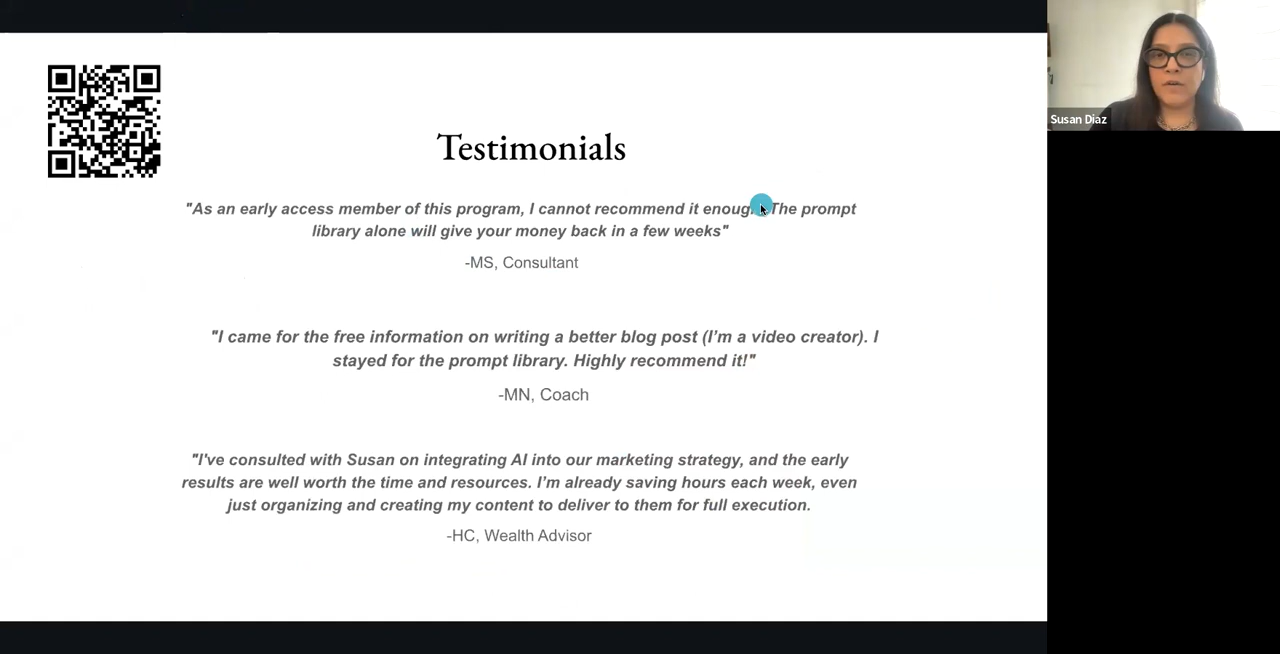 Testimonials
"As an early access member of this program, I cannot recommend it The prompt
library alone will give your money back in a few weeks"
-MS, Consultant
"I came for the free information on writing a better blog post (I’m a video creator). I
stayed for the prompt library. Highly recommend it!"
-MN, Coach
"I've consulted with Susan on integrating AI into our marketing strategy, and the early
results are well worth the time and resources. I’m already saving hours each week, even
just organizing and creating my content to deliver to them for full execution.
-HC, Wealth Advisor
Susan Diaz